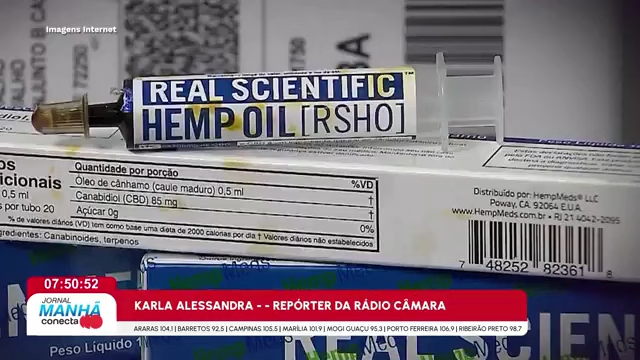 Imagens Internet
REAL SCIENTIFIC
HEMP OIL [RSHO]
Quantidade por porção
%VD
Óleo de cânhamo (caule maduro) 0,5 ml
†
Canabidiol (CBD) 85 mg
†
Açúcar 0g
†
% de valores diários (VD) tem como base uma dieta de 2000 calorias por dia † Valores diários não estabelecidos
Ingredientes: Canabinoides, terpenos
0,5 ml
por tubo 20
Distribuído por: HempMeds® LLC
Poway, CA 92064 E.U.A.
www.HempMeds.com.br • RJ 21 4042-2095
7 48252 82361 8
Peso Líquido
REAL SCIEN
07:50:52
JORNAL
MANHÃ
conecta
KARLA ALESSANDRA - - REPÓRTER DA RÁDIO CÂMARA
ARARAS 104,1 | BARRETOS 92,5 | CAMPINAS 105,5 | MARÍLIA 101,9 | MOGI GUAÇU 95,3 | PORTO FERREIRA 106,9 | RIBEIRÃO PRETO 98,7